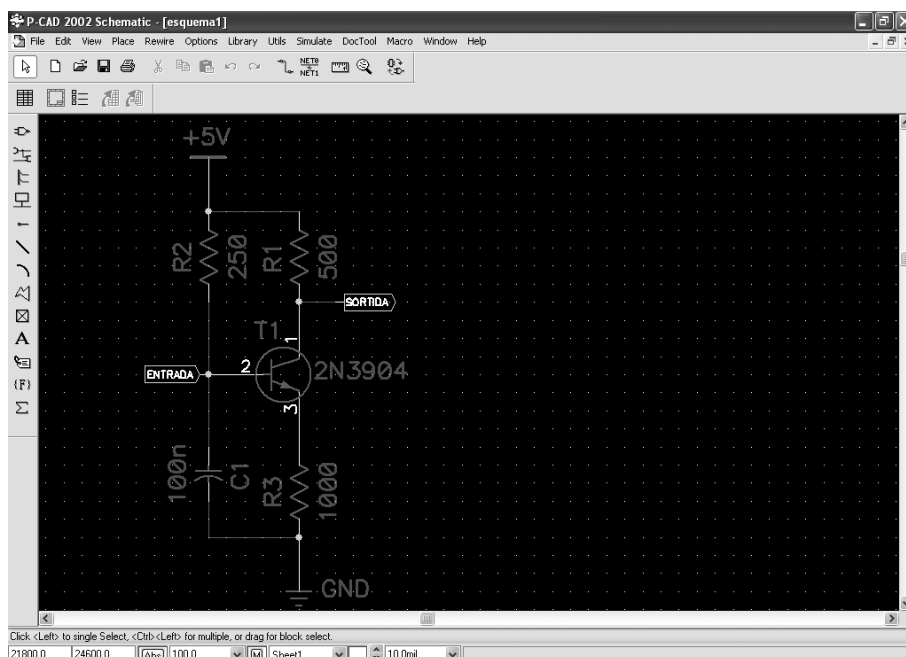 P-CAD 2002 Schematic - [esquema1]
File Edit View Place Rewire Options Library Utils Simulate DocTool Macro Window Help
NET0
NET1
A
{F}
Σ
+5V
R2
250
R1
500
SORTIDA
T1
1
ENTRADA
2
2N3904
3
100n
C1
R3
1000
GND
Click <Left> to single Select, <Ctrl><Left> for multiple, or drag for block select.
21800.0 24600.0 Abs 100.0 M Sheet1 10.0mil